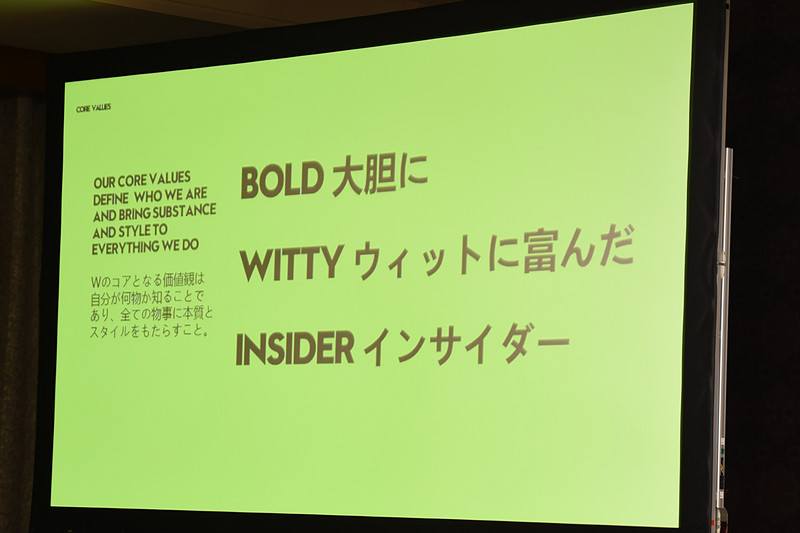 CORE VALUES
OUR CORE VALUES
DEFINE WHO WE ARE
AND BRING SUBSTANCE
AND STYLE TO
EVERYTHING WE DO
Wのコアとなる価値観は
自分が何物か知ることで
あり、全ての物事に本質と
スタイルをもたらすこと。
BOLD 大胆に
WITTY ウィットに富んだ
INSIDER インサイダー